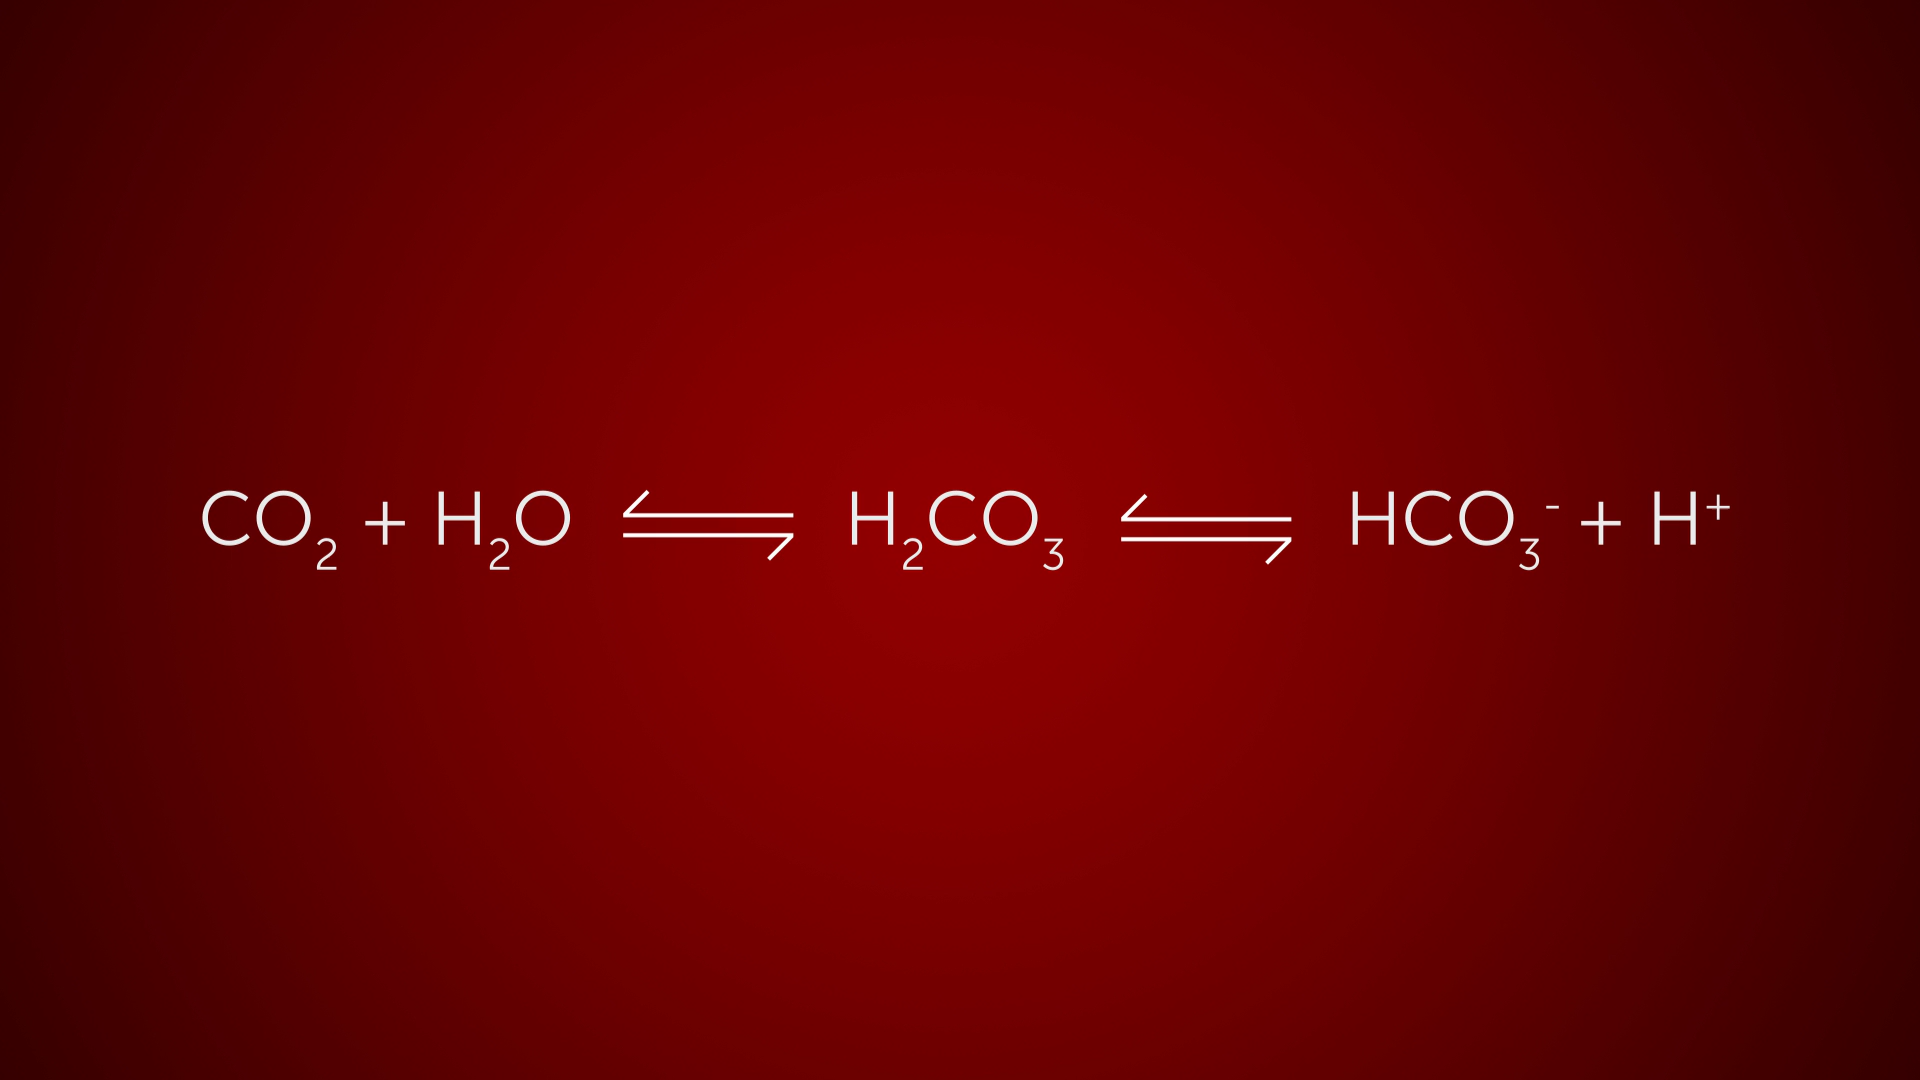 CO₂ + H₂O ⇌ H₂CO₃ ⇌ HCO₃⁻ + H⁺